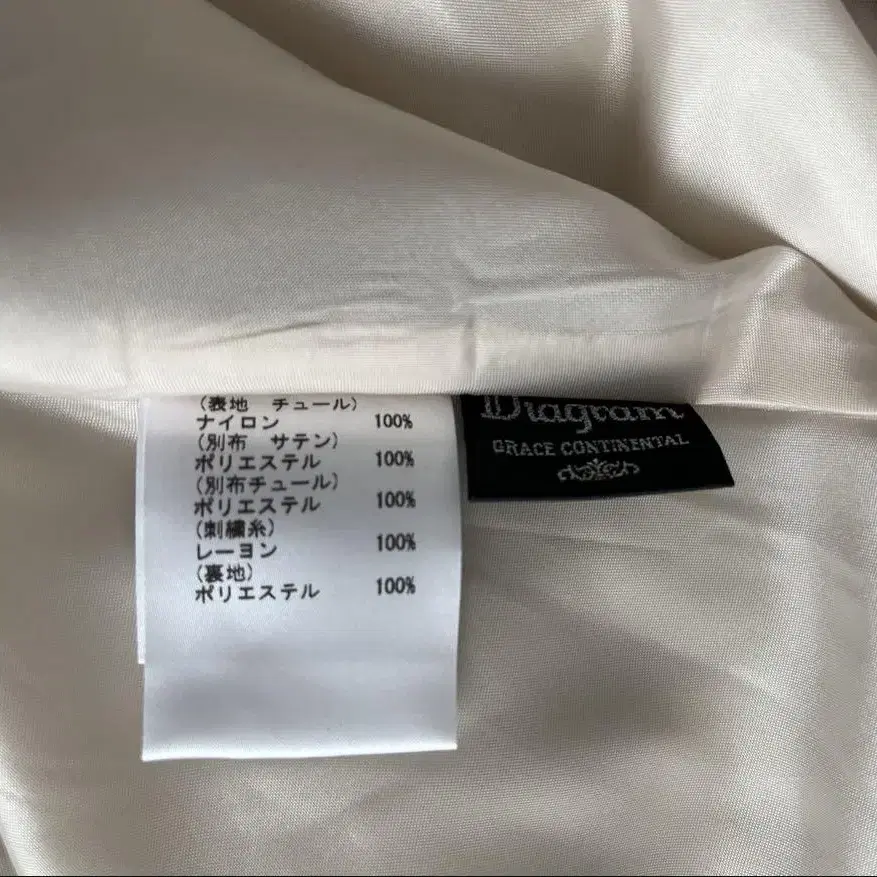 (表地　チュール)
ナイロン 100%
(別布　サテン)
ポリエステル 100%
(別布チュール)
ポリエステル 100%
(刺繍糸)
レーヨン 100%
(裏地)
ポリエステル 100%
Diagram
GRACE CONTINENTAL